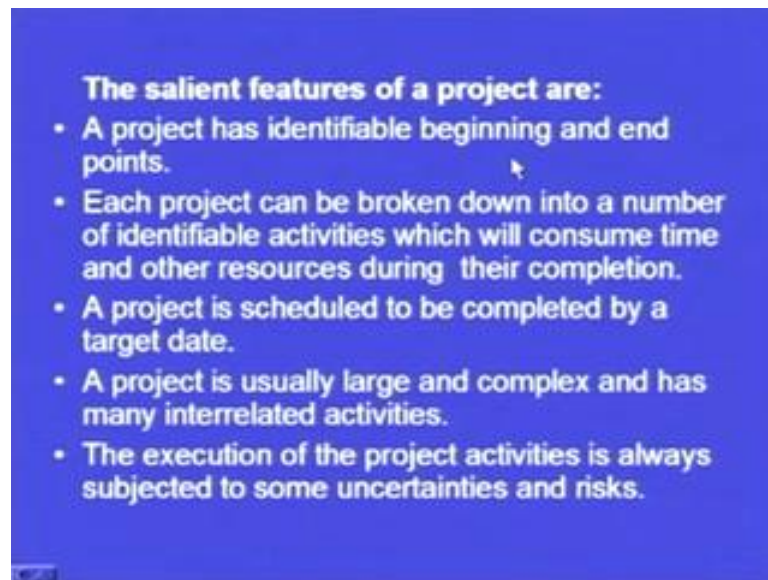 The salient features of a project are:
• A project has identifiable beginning and end
points.
• Each project can be broken down into a number
of identifiable activities which will consume time
and other resources during their completion.
• A project is scheduled to be completed by a
target date.
• A project is usually large and complex and has
many interrelated activities.
• The execution of the project activities is always
subjected to some uncertainties and risks.